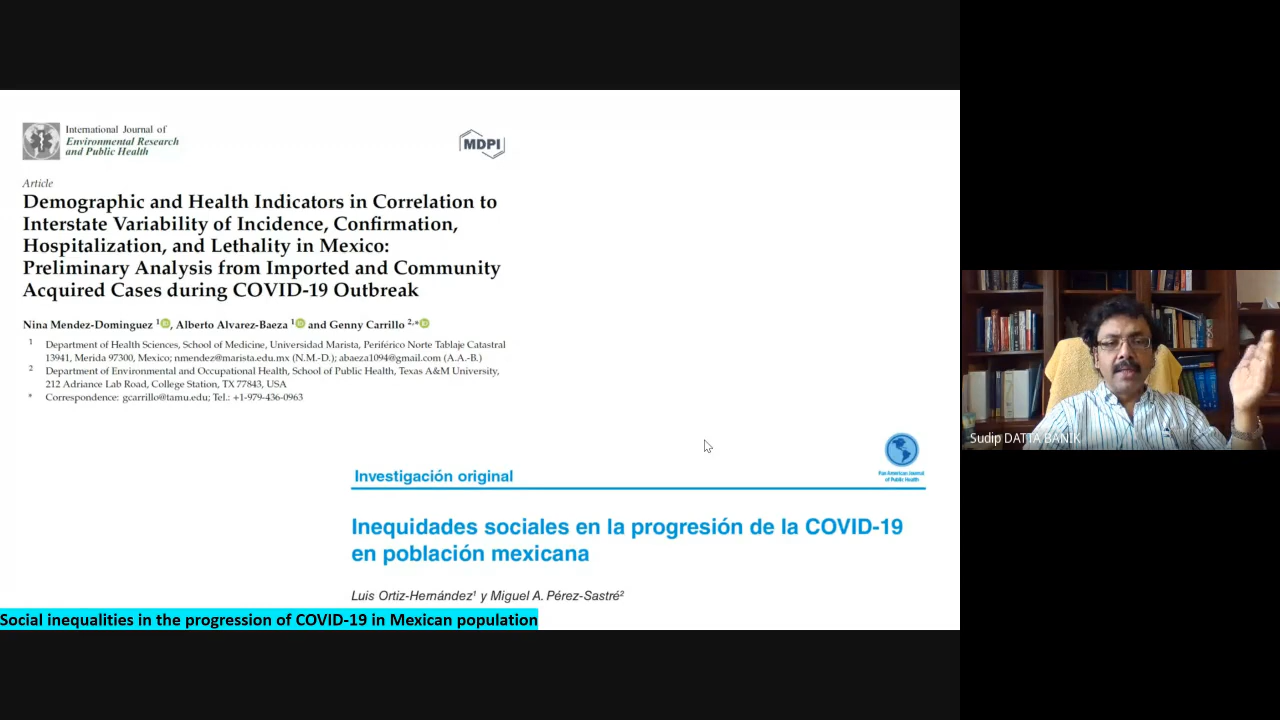 International Journal of
Environmental Research
and Public Health
MDPI
Article
Demographic and Health Indicators in Correlation to
Interstate Variability of Incidence, Confirmation,
Hospitalization, and Lethality in Mexico:
Preliminary Analysis from Imported and Community
Acquired Cases during COVID-19 Outbreak
Nina Mendez-Dominguez 1, Alberto Alvarez-Baeza 1 and Genny Carrillo 2,*
1 Department of Health Sciences, School of Medicine, Universidad Marista, Periférico Norte Tablaje Catastral
13941, Merida 97300, Mexico; nmendez@marista.edu.mx (N.M.-D.); abaeza1094@gmail.com (A.A.-B.)
2 Department of Environmental and Occupational Health, School of Public Health, Texas A&M University,
212 Adriance Lab Road, College Station, TX 77843, USA
* Correspondence: gcarrillo@tamu.edu; Tel.: +1-979-436-0963
Investigación original
Pan American Journal
of Public Health
Inequidades sociales en la progresión de la COVID-19
en población mexicana
Luis Ortiz-Hernández1 y Miguel A. Pérez-Sastré2
Social inequalities in the progression of COVID-19 in Mexican population
Sudip DATTA BANIK